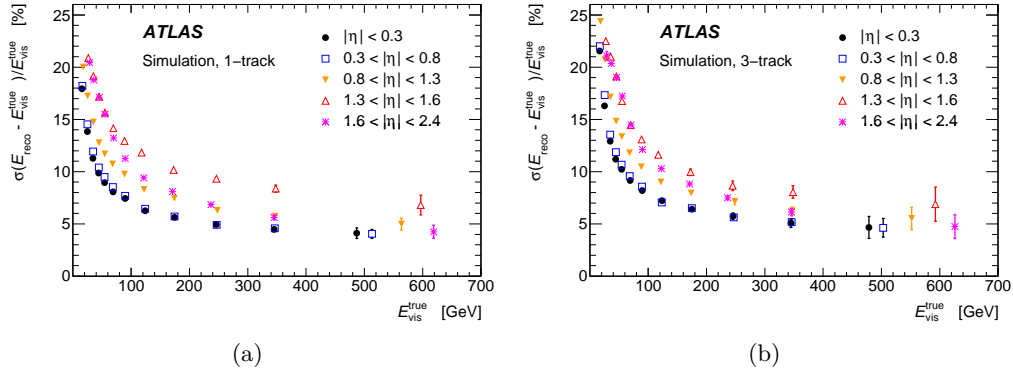 σ(E_reco - E_vis^true)/E_vis^true [%]
ATLAS
Simulation, 1−track
|η| < 0.3
0.3 < |η| < 0.8
0.8 < |η| < 1.3
1.3 < |η| < 1.6
1.6 < |η| < 2.4
25
20
15
10
5
0
100 200 300 400 500 600 700
E_vis^true [GeV]
(a)
σ(E_reco - E_vis^true)/E_vis^true [%]
ATLAS
Simulation, 3−track
|η| < 0.3
0.3 < |η| < 0.8
0.8 < |η| < 1.3
1.3 < |η| < 1.6
1.6 < |η| < 2.4
25
20
15
10
5
0
100 200 300 400 500 600 700
E_vis^true [GeV]
(b)